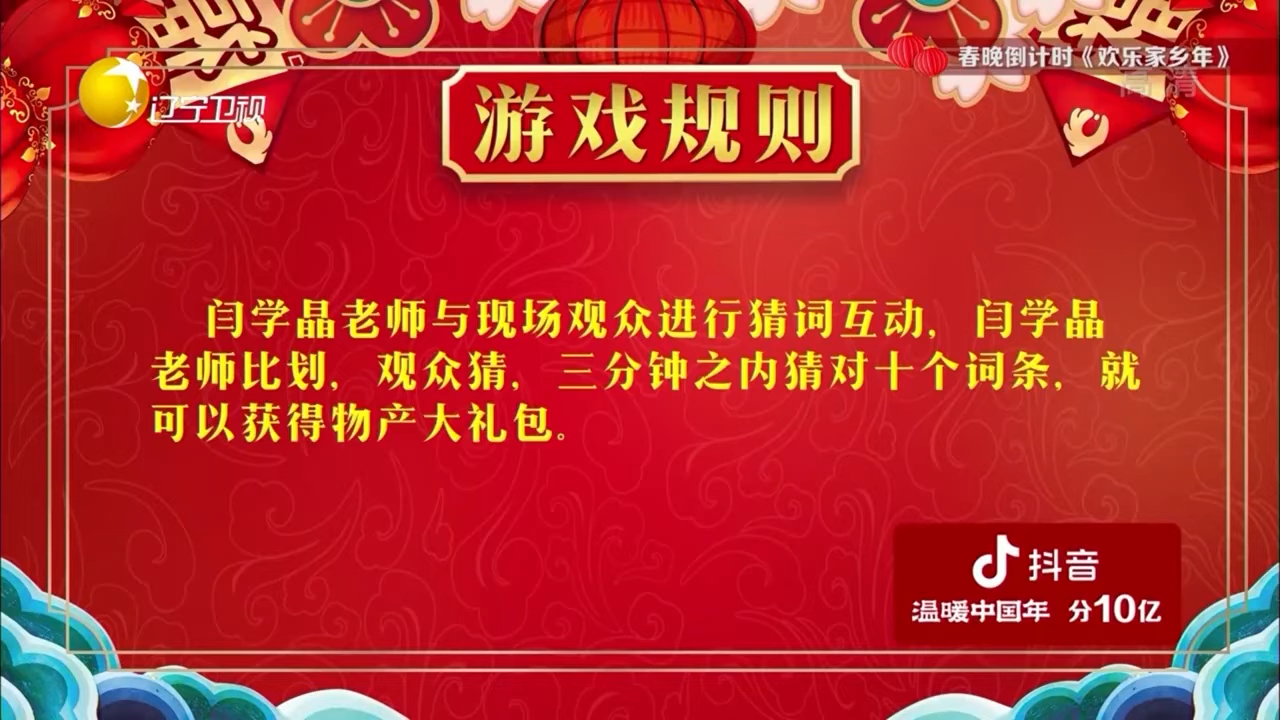 春晚倒计时《欢乐家乡年》
高清
辽宁卫视
游戏规则
闫学晶老师与现场观众进行猜词互动，闫学晶
老师比划，观众猜，三分钟之内猜对十个词条，就
可以获得物产大礼包。
抖音
温暖中国年 分10亿